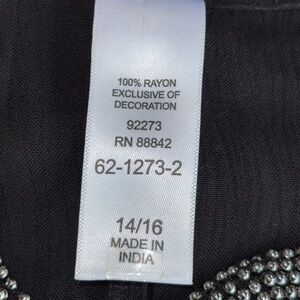 100% RAYON
EXCLUSIVE OF
DECORATION
92273
RN 88842
62-1273-2
14/16
MADE IN
INDIA